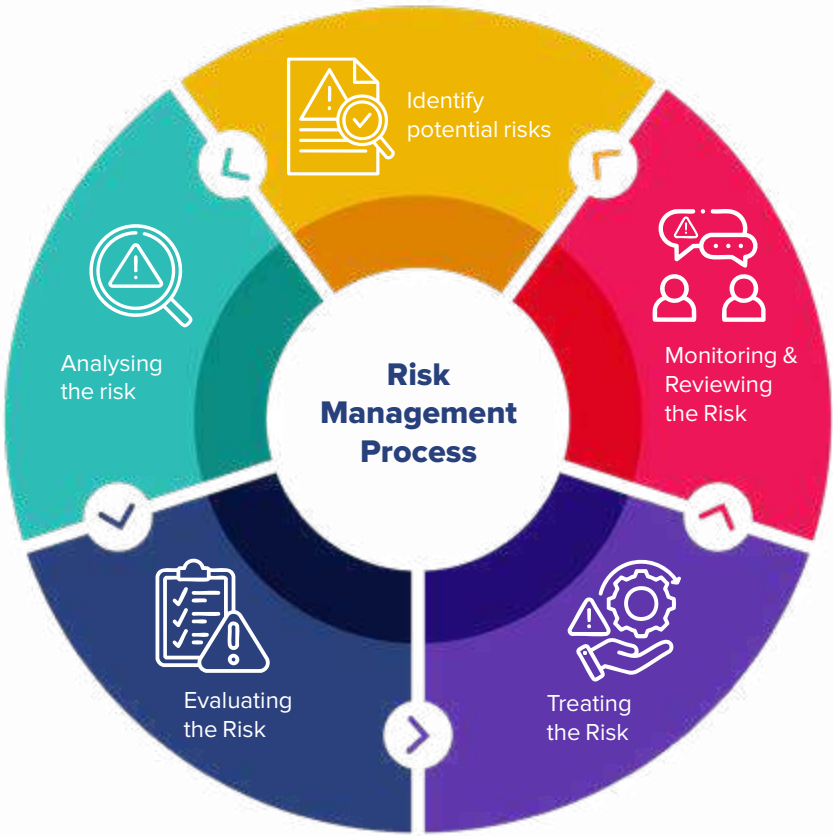 Identify
potential risks
Analysing
the risk
Risk
Management
Process
Monitoring &
Reviewing
the Risk
Evaluating
the Risk
Treating
the Risk